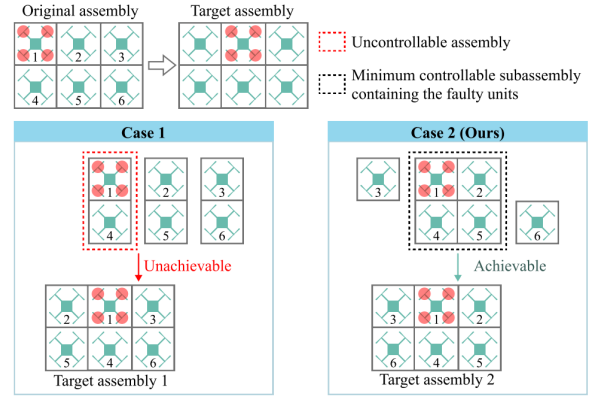 Original assembly
Target assembly
1 2 3
4 5 6
Uncontrollable assembly
Minimum controllable subassembly
containing the faulty units
Case 1
1 2 3
4 5 6
Unachievable
2 1 3
5 4 6
Target assembly 1
Case 2 (Ours)
3 1 2
4 5 6
Achievable
3 1 2
6 4 5
Target assembly 2